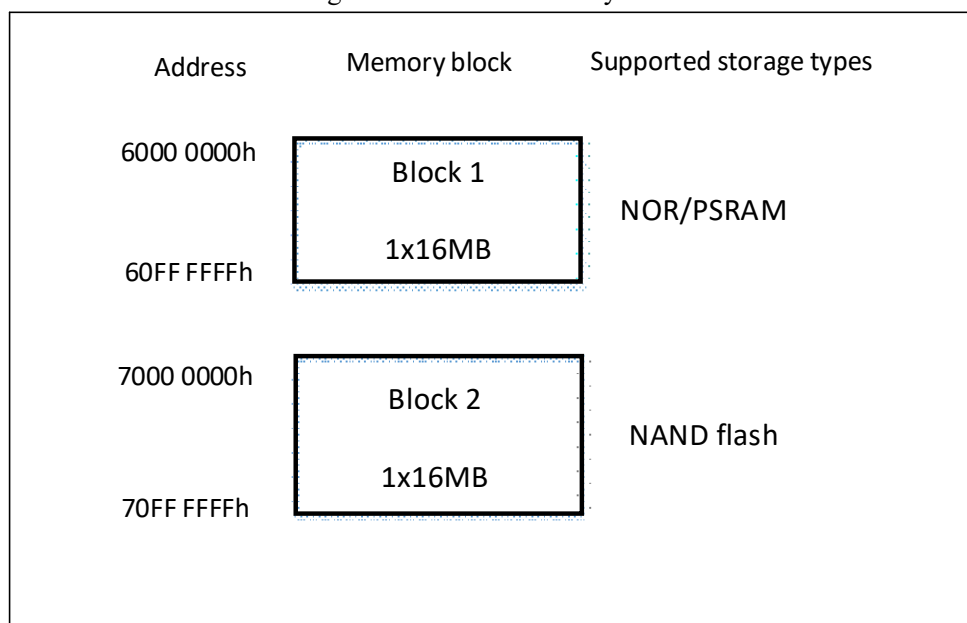 Address Memory block Supported storage types
6000 0000h
Block 1
NOR/PSRAM
1x16MB
60FF FFFFh
7000 0000h
Block 2
NAND flash
1x16MB
70FF FFFFh